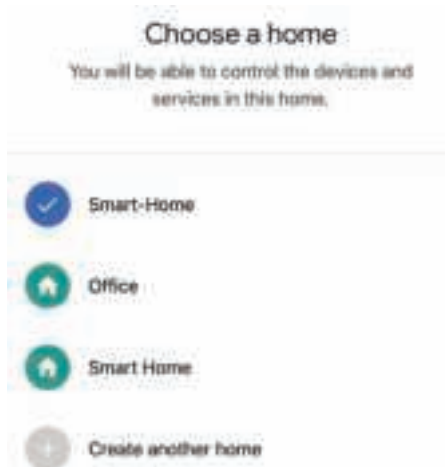 Choose a home
You will be able to control the devices and
services in this home.
Smart-Home
Office
Smart Home
Create another home